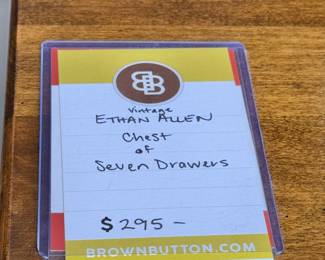 BB
Vintage
ETHAN ALLEN
Chest
of
Seven Drawers
$295-
BROWNBUTTON.COM